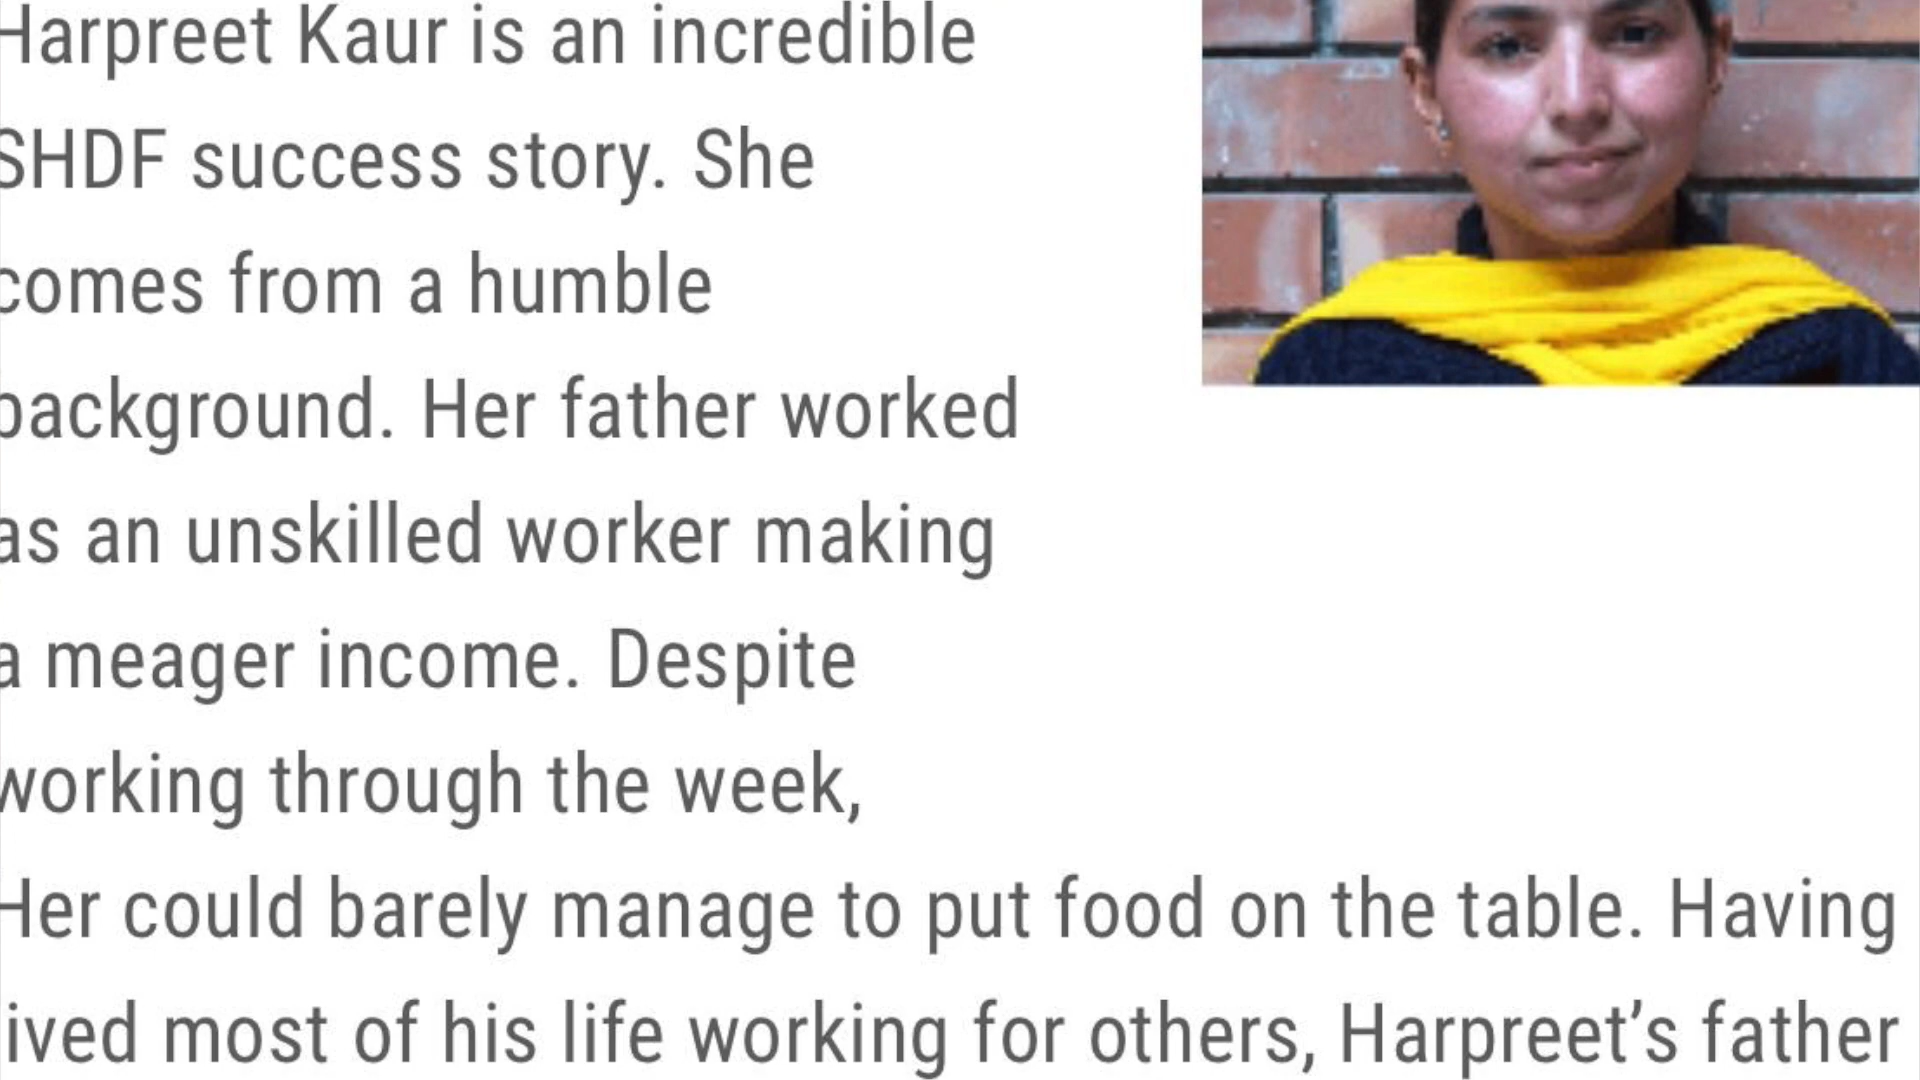 Harpreet Kaur is an incredible
SHDF success story. She
comes from a humble
background. Her father worked
as an unskilled worker making
a meager income. Despite
working through the week,
Her could barely manage to put food on the table. Having
lived most of his life working for others, Harpreet’s father